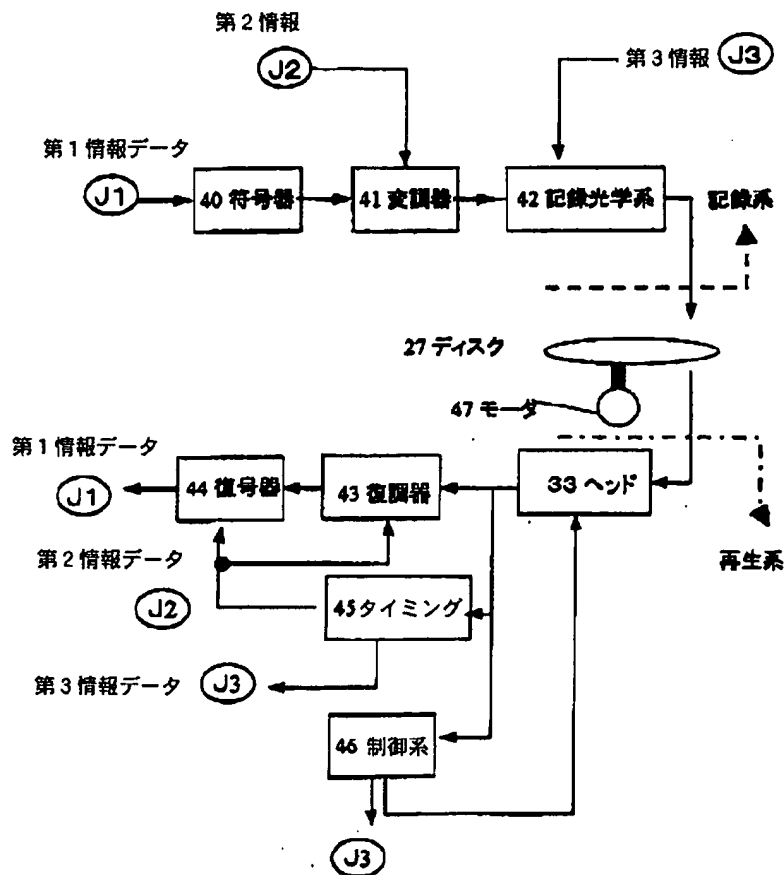 第2情報
J2
第3情報 J3
第1情報データ
J1
40 符号器
41 変調器
42 記録光学系
記録系
27 ディスク
47 モータ
第1情報データ
J1
44 復号器
43 復調器
33 ヘッド
再生系
第2情報データ
J2
45タイミング
第3情報データ J3
46 制御系
J3